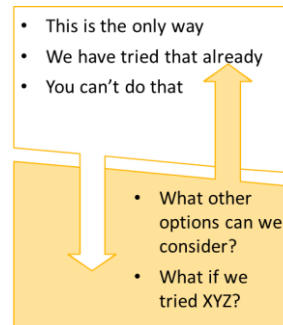 • This is the only way
• We have tried that already
• You can't do that
• What other
options can we
consider?
• What if we
tried XYZ?